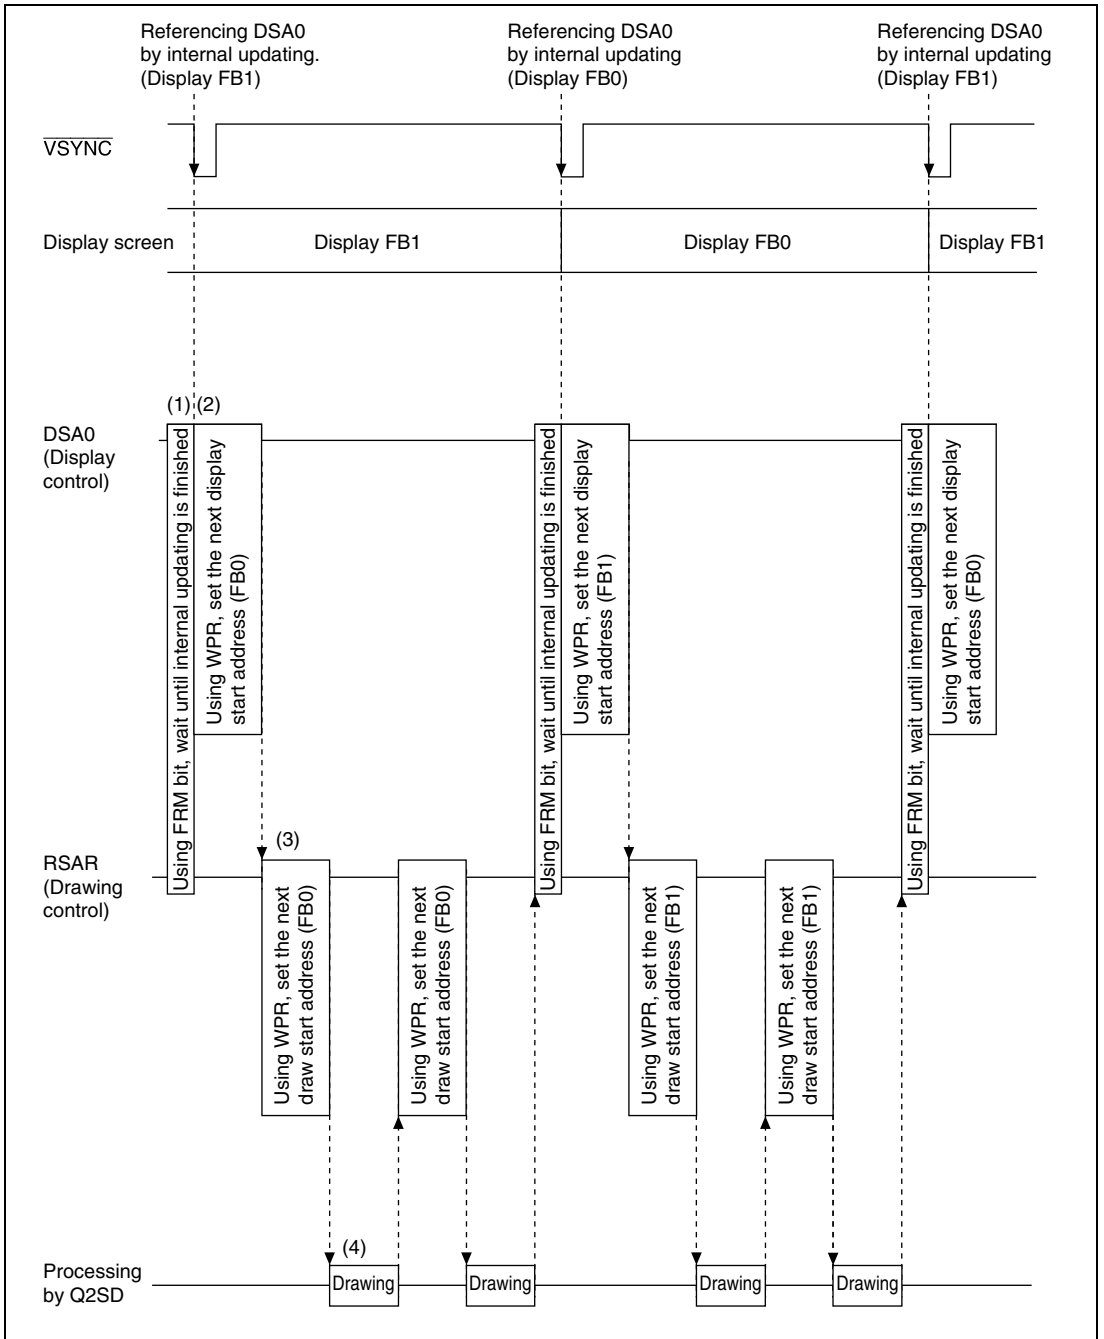 Referencing DSA0
by internal updating.
(Display FB1)
Referencing DSA0
by internal updating
(Display FB0)
Referencing DSA0
by internal updating
(Display FB1)
VSYNC
Display screen
Display FB1
Display FB0
Display FB1
(1)
(2)
DSA0
(Display
control)
Using FRM bit, wait until internal updating is finished
Using WPR, set the next display
start address (FB0)
Using FRM bit, wait until internal updating is finished
Using WPR, set the next display
start address (FB1)
Using FRM bit, wait until internal updating is finished
Using WPR, set the next display
start address (FB0)
RSAR
(Drawing
control)
(3)
Using WPR, set the next
draw start address (FB0)
Using WPR, set the next
draw start address (FB0)
Using WPR, set the next
draw start address (FB1)
Using WPR, set the next
draw start address (FB1)
(4)
Processing
by Q2SD
Drawing
Drawing
Drawing
Drawing